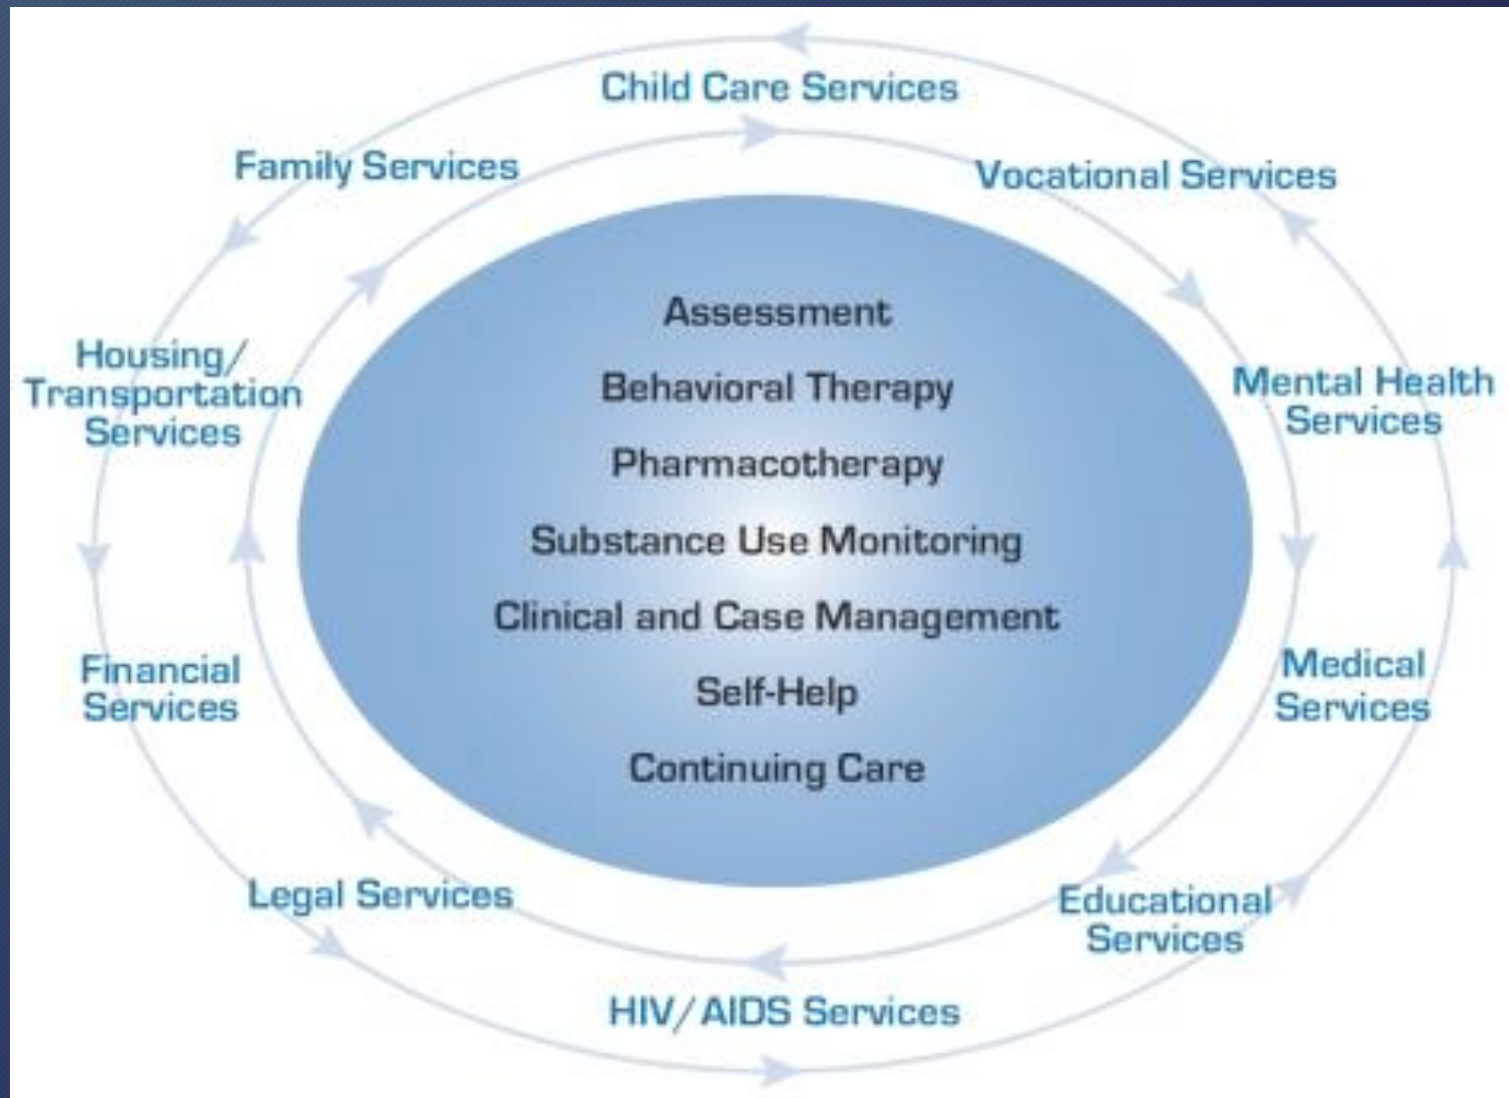 Child Care Services
Family Services
Vocational Services
Housing/
Transportation
Services
Mental Health
Services
Assessment
Behavioral Therapy
Pharmacotherapy
Substance Use Monitoring
Clinical and Case Management
Self-Help
Continuing Care
Financial
Services
Medical
Services
Legal Services
Educational
Services
HIV/AIDS Services